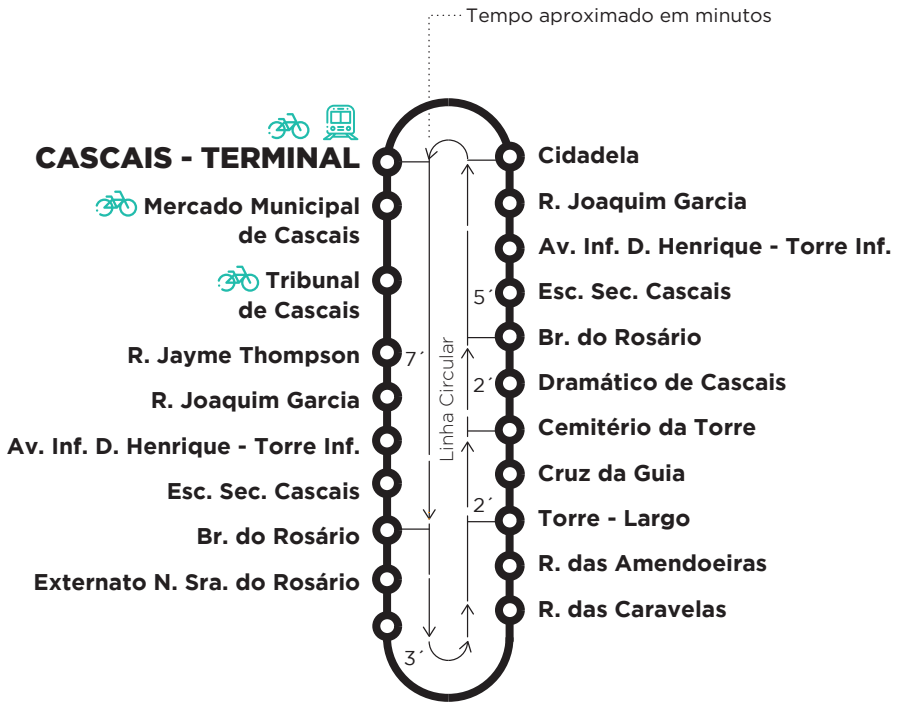 Tempo aproximado em minutos
CASCAIS - TERMINAL
Mercado Municipal
de Cascais
Tribunal
de Cascais
R. Jayme Thompson
R. Joaquim Garcia
Av. Inf. D. Henrique - Torre Inf.
Esc. Sec. Cascais
Br. do Rosário
Externato N. Sra. do Rosário
7´
3´
Linha Circular
5´
2´
2´
Cidadela
R. Joaquim Garcia
Av. Inf. D. Henrique - Torre Inf.
Esc. Sec. Cascais
Br. do Rosário
Dramático de Cascais
Cemitério da Torre
Cruz da Guia
Torre - Largo
R. das Amendoeiras
R. das Caravelas